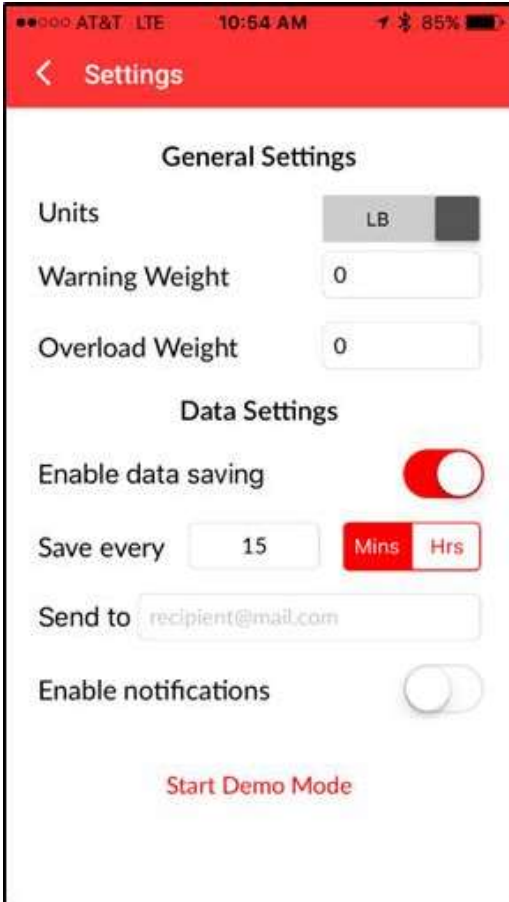 AT&T LTE 10:54 AM 85%
Settings
General Settings
Units LB
Warning Weight 0
Overload Weight 0
Data Settings
Enable data saving
Save every 15 Mins Hrs
Send to recipient@mail.com
Enable notifications
Start Demo Mode